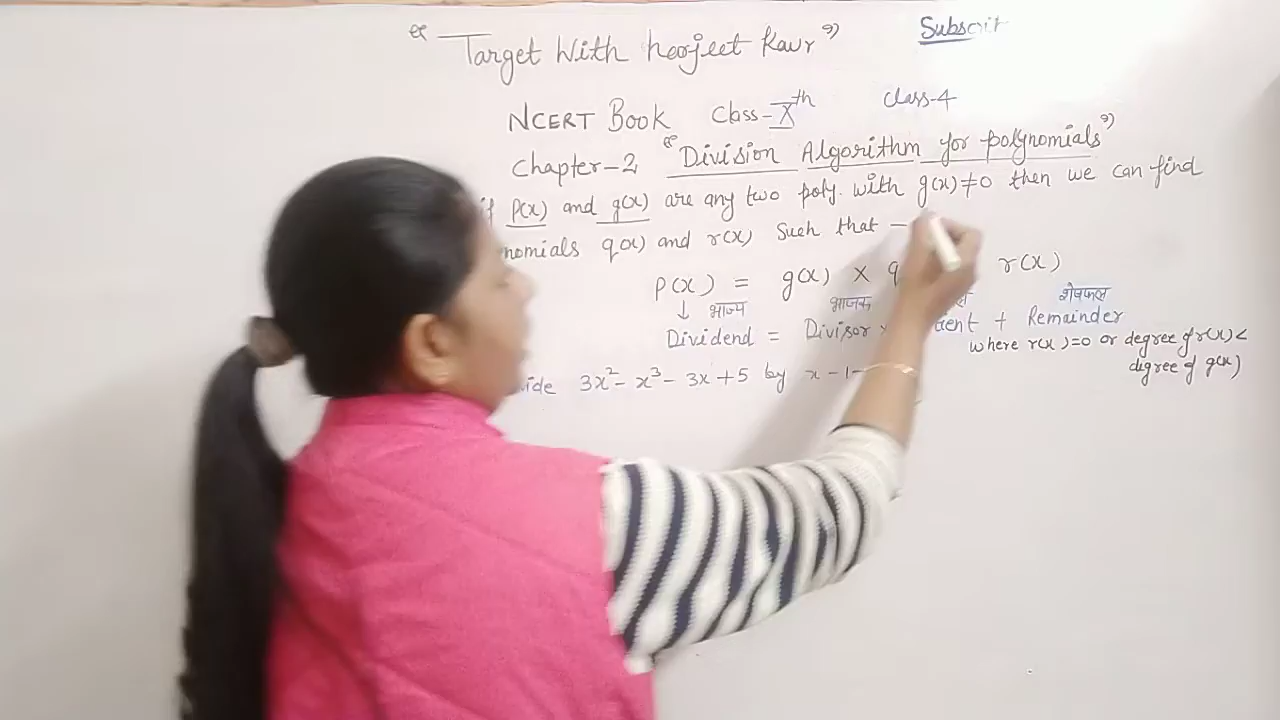 “ Target With Harjeet Kaur ”
Subscri
NCERT Book Class-Xth Class-4
Chapter-2 “Division Algorithm for polynomials”
if p(x) and g(x) are any two poly. with g(x)≠0 then we can find
nomials q(x) and r(x) Such that —
p(x) = g(x) × q r(x)
↓ भाज्य भाजक शेषफल
Dividend = Divisor × ient + Remainder
where r(x)=0 or degree of r(x) <
degree of g(x)
ide 3x²-x³-3x+5 by x-1-